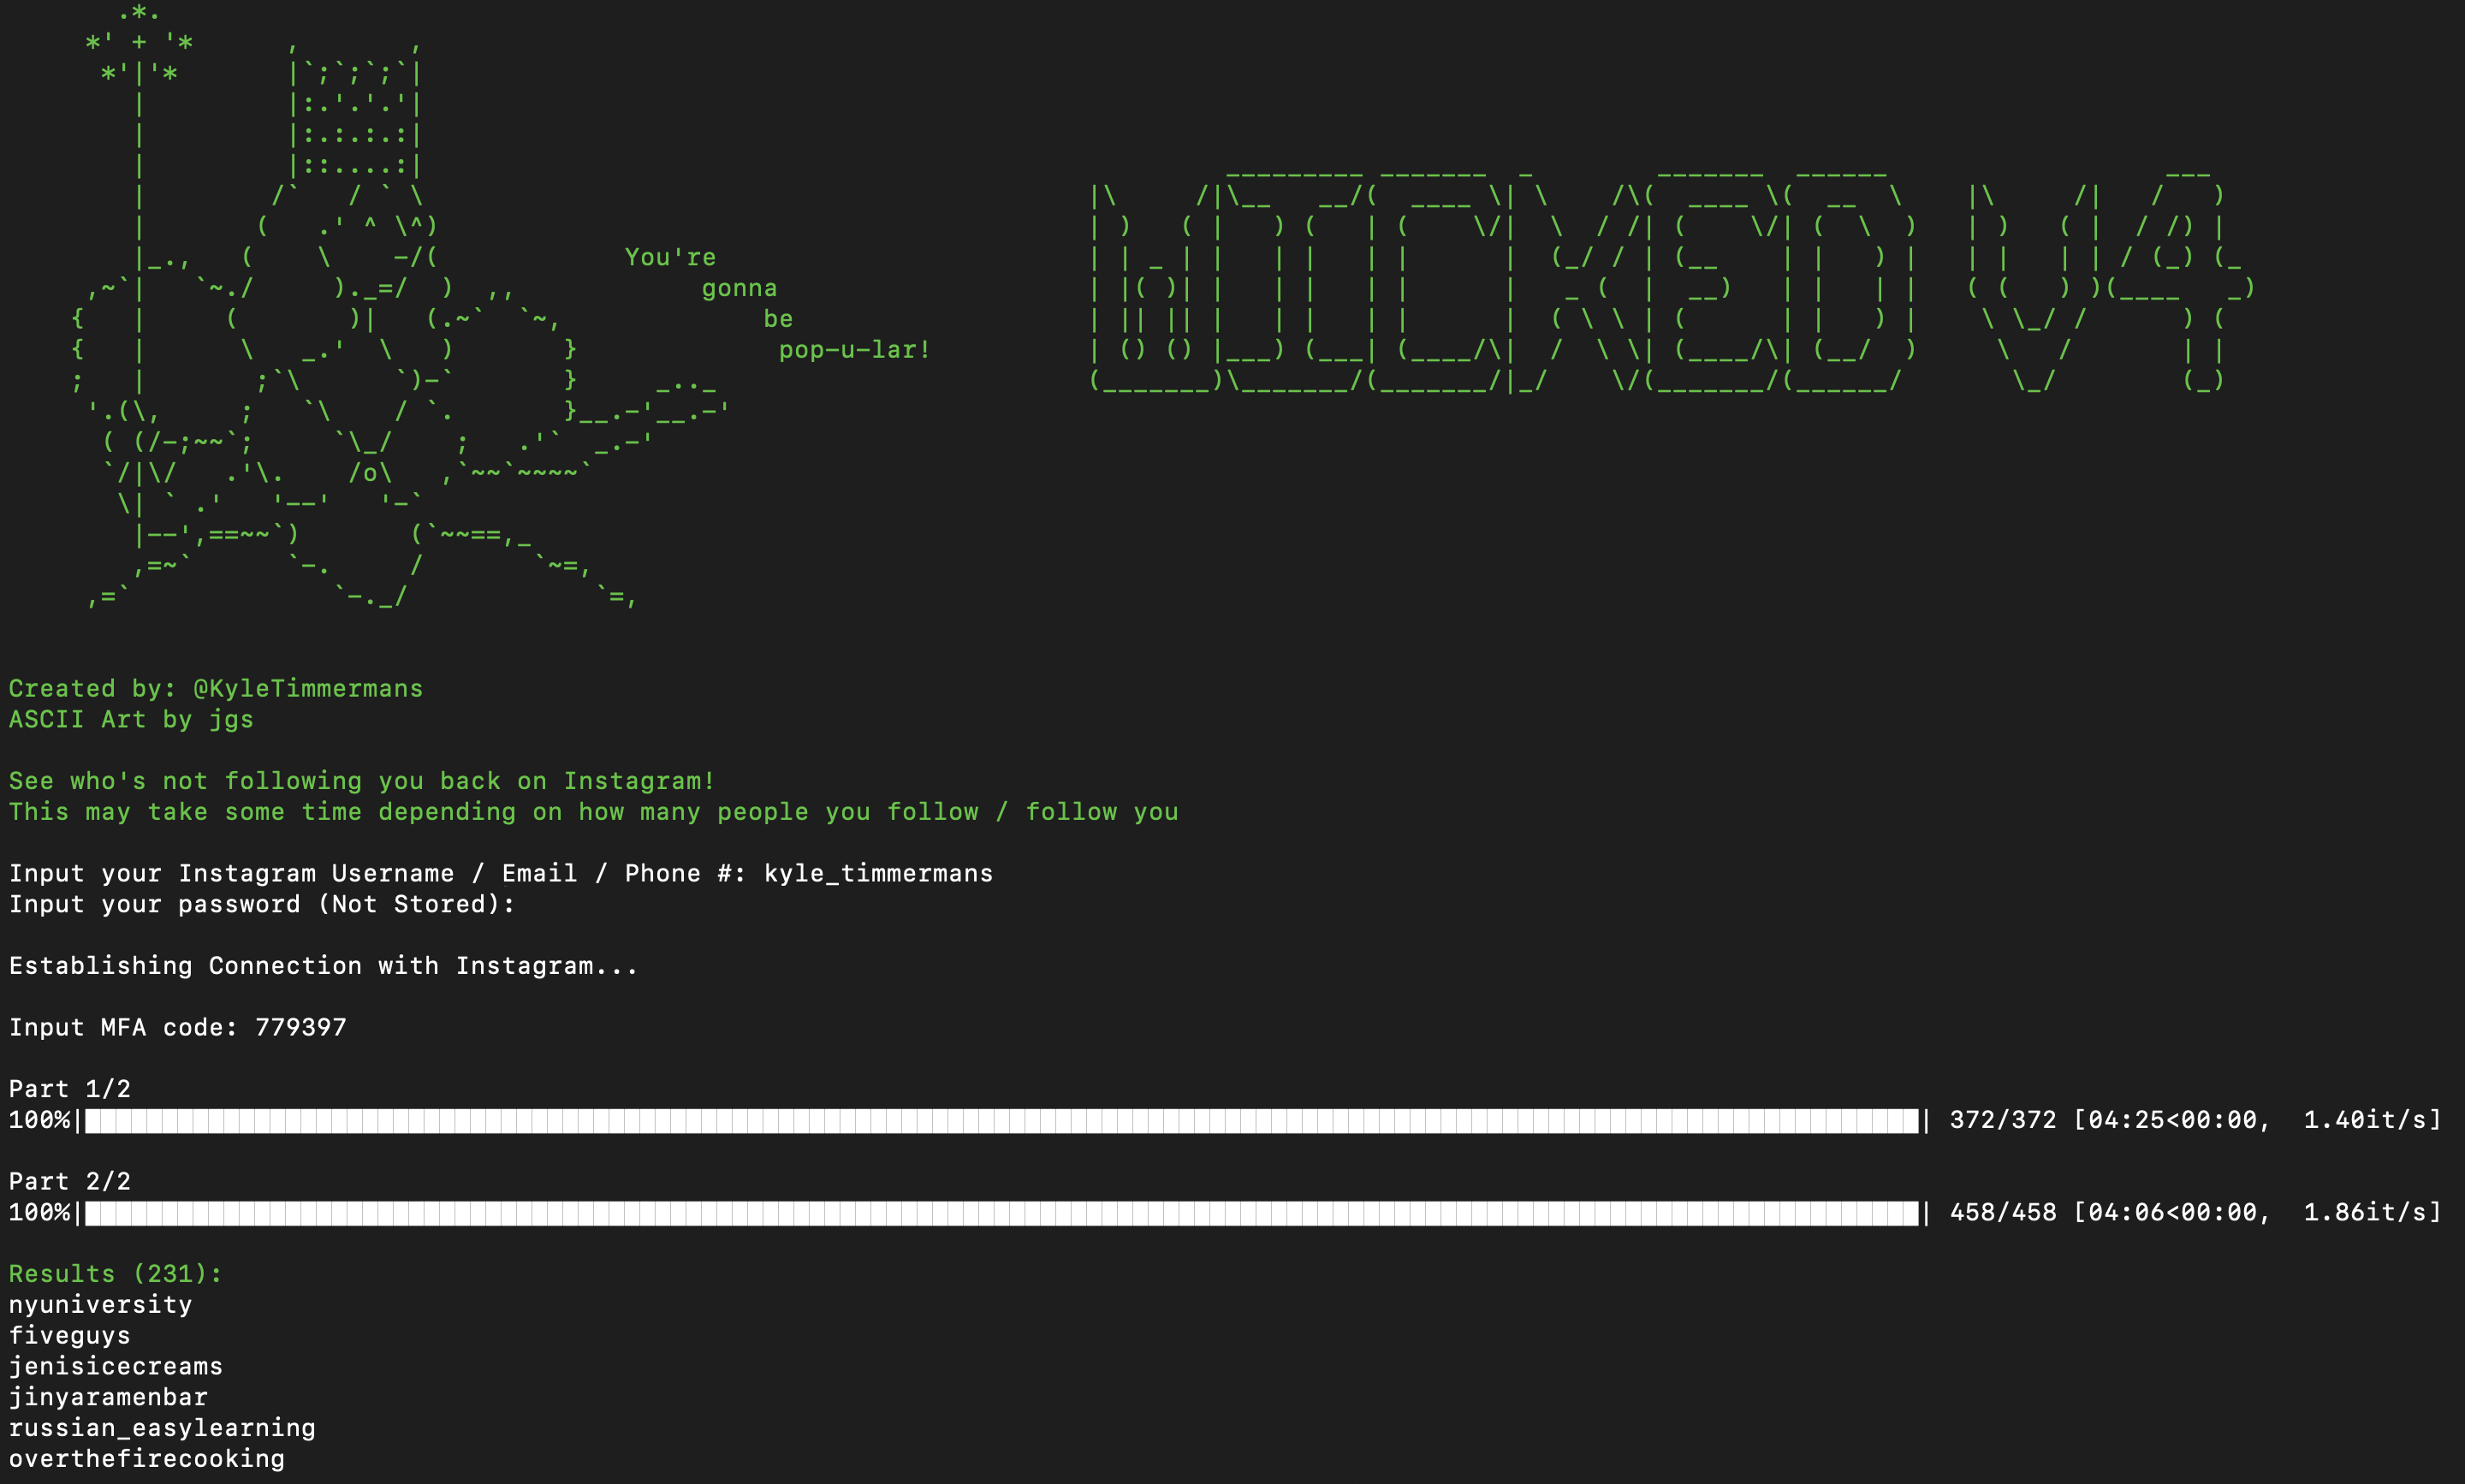 WICKED V4
You're
gonna
be
pop-u-lar!
Created by: @KyleTimmermans
ASCII Art by jgs
See who's not following you back on Instagram!
This may take some time depending on how many people you follow / follow you
Input your Instagram Username / Email / Phone #: kyle_timmermans
Input your password (Not Stored):
Establishing Connection with Instagram...
Input MFA code: 779397
Part 1/2
100%| | 372/372 [04:25<00:00,  1.40it/s]
Part 2/2
100%| | 458/458 [04:06<00:00,  1.86it/s]
Results (231):
nyuniversity
fiveguys
jenisicecreams
jinyaramenbar
russian_easylearning
overthefirecooking